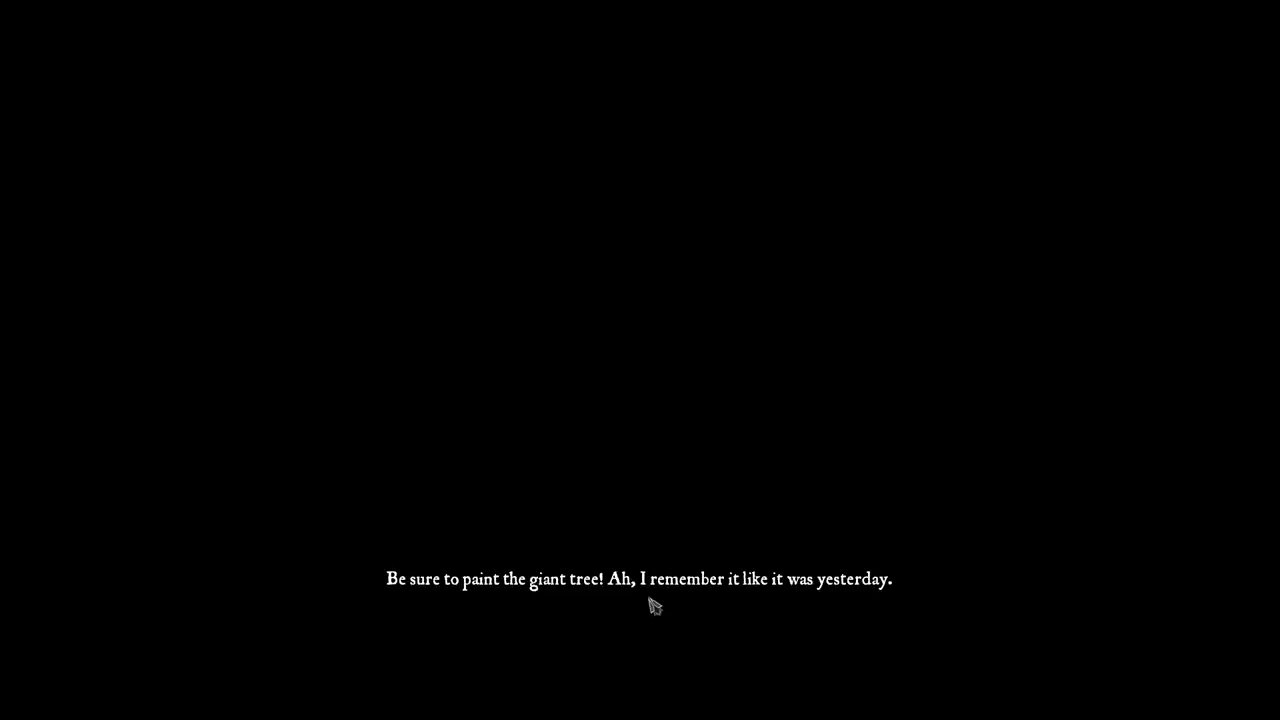 Be sure to paint the giant tree! Ah, I remember it like it was yesterday.